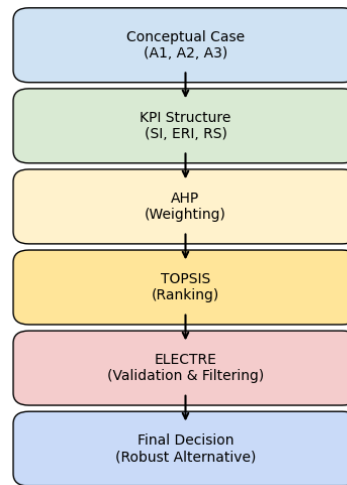 Conceptual Case
(A1, A2, A3)
KPI Structure
(SI, ERI, RS)
AHP
(Weighting)
TOPSIS
(Ranking)
ELECTRE
(Validation & Filtering)
Final Decision
(Robust Alternative)